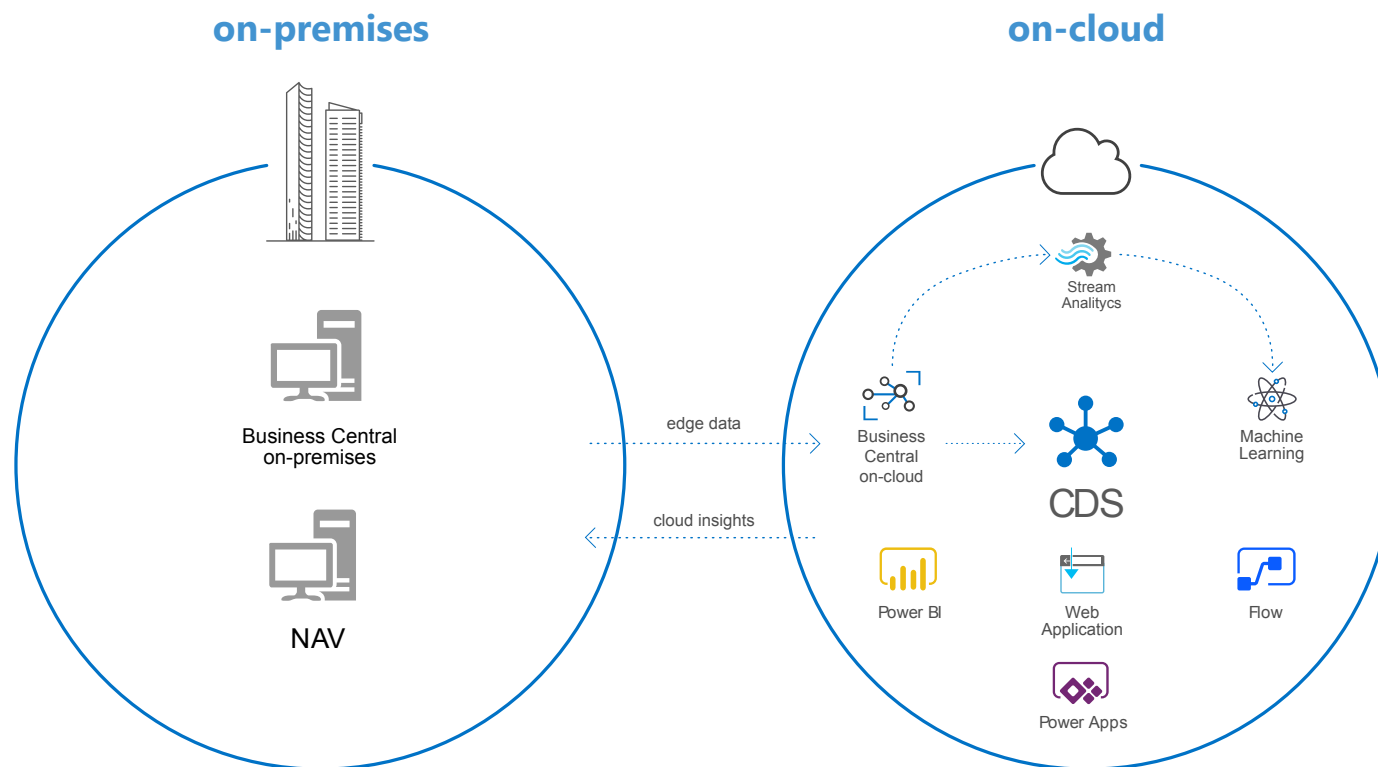 on-premises
on-cloud
Stream
Analitycs
Business Central
on-premises
edge data
Business
Central
on-cloud
CDS
Machine
Learning
cloud insights
NAV
Power BI
Web
Application
Flow
Power Apps